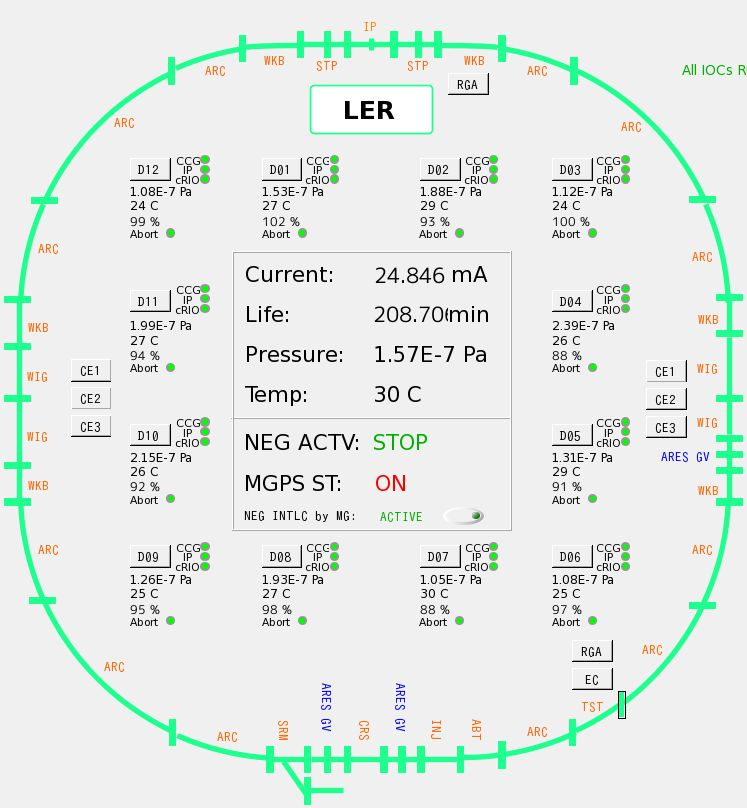 IP
WKB
STP
STP
WKB
ARC
ARC
All IOCs R
RGA
LER
ARC
ARC
D12
CCG
IP
cRIO
1.08E-7 Pa
24 C
99 %
Abort
D01
CCG
IP
cRIO
1.53E-7 Pa
27 C
102 %
Abort
D02
CCG
IP
cRIO
1.88E-7 Pa
29 C
93 %
Abort
D03
CCG
IP
cRIO
1.12E-7 Pa
24 C
100 %
Abort
ARC
ARC
Current: 24.846 mA
Life: 208.70 min
Pressure: 1.57E-7 Pa
Temp: 30 C
NEG ACTV: STOP
MGPS ST: ON
NEG INTLC by MG: ACTIVE
D11
CCG
IP
cRIO
1.99E-7 Pa
27 C
94 %
Abort
D04
CCG
IP
cRIO
2.39E-7 Pa
26 C
88 %
Abort
WKB
WIG
WIG
WKB
CE1
CE2
CE3
WKB
WIG
WIG
ARES GV
WKB
CE1
CE2
CE3
D10
CCG
IP
cRIO
2.15E-7 Pa
26 C
92 %
Abort
D05
CCG
IP
cRIO
1.31E-7 Pa
29 C
91 %
Abort
ARC
ARC
D09
CCG
IP
cRIO
1.26E-7 Pa
25 C
95 %
Abort
D08
CCG
IP
cRIO
1.93E-7 Pa
27 C
98 %
Abort
D07
CCG
IP
cRIO
1.05E-7 Pa
30 C
88 %
Abort
D06
CCG
IP
cRIO
1.08E-7 Pa
25 C
97 %
Abort
RGA
EC
TST
ARC
ARC
ARC
SRM
ARES GV
CRS
ARES GV
INJ
ABT
ARC